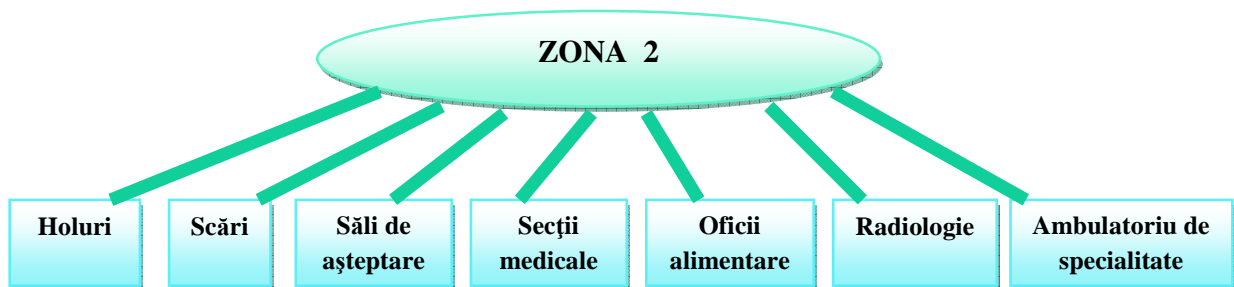 ZONA 2
Holuri
Scări
Săli de
aşteptare
Secţii
medicale
Oficii
alimentare
Radiologie
Ambulatoriu de
specialitate